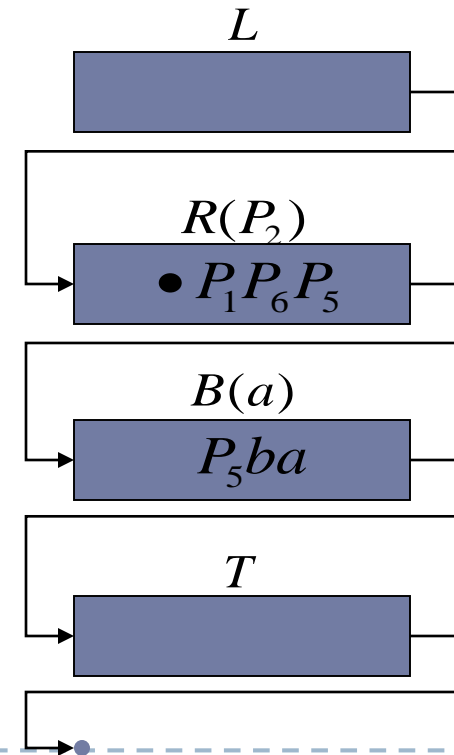 L
R(P₂)
• P₁P₆P₅
B(a)
P₅ba
T